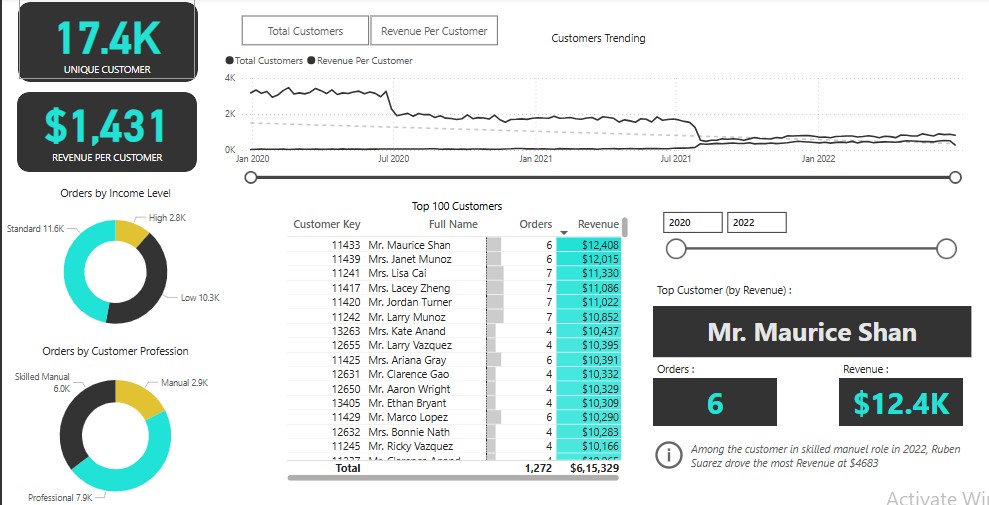 17.4K
UNIQUE CUSTOMER
$1,431
REVENUE PER CUSTOMER
Total Customers
Revenue Per Customer
Customers Trending
Total Customers Revenue Per Customer
4K
2K
0K
Jan 2020 Jul 2020 Jan 2021 Jul 2021 Jan 2022
Orders by Income Level
High 2.8K
Standard 11.6K
Low 10.3K
Orders by Customer Profession
Skilled Manual
6.0K
Manual 2.9K
Professional 7.9K
Top 100 Customers
Customer Key Full Name Orders Revenue
11433 Mr. Maurice Shan 6 $12,408
11439 Mrs. Janet Munoz 6 $12,015
11241 Mrs. Lisa Cai 7 $11,330
11417 Mrs. Lacey Zheng 7 $11,086
11420 Mr. Jordan Turner 7 $11,022
11242 Mr. Larry Munoz 7 $10,852
13263 Mrs. Kate Anand 4 $10,437
12655 Mr. Larry Vazquez 4 $10,395
11425 Mrs. Ariana Gray 6 $10,391
12631 Mr. Clarence Gao 4 $10,332
12650 Mr. Aaron Wright 4 $10,329
13405 Mr. Ethan Bryant 4 $10,309
11429 Mr. Marco Lopez 6 $10,290
12632 Mrs. Bonnie Nath 4 $10,283
11245 Mr. Ricky Vazquez 4 $10,166
Total 1,272 $6,15,329
2020 2022
Top Customer (by Revenue) :
Mr. Maurice Shan
Orders :
6
Revenue :
$12.4K
Among the customer in skilled manuel role in 2022, Ruben
Suarez drove the most Revenue at $4683
Activate Wi